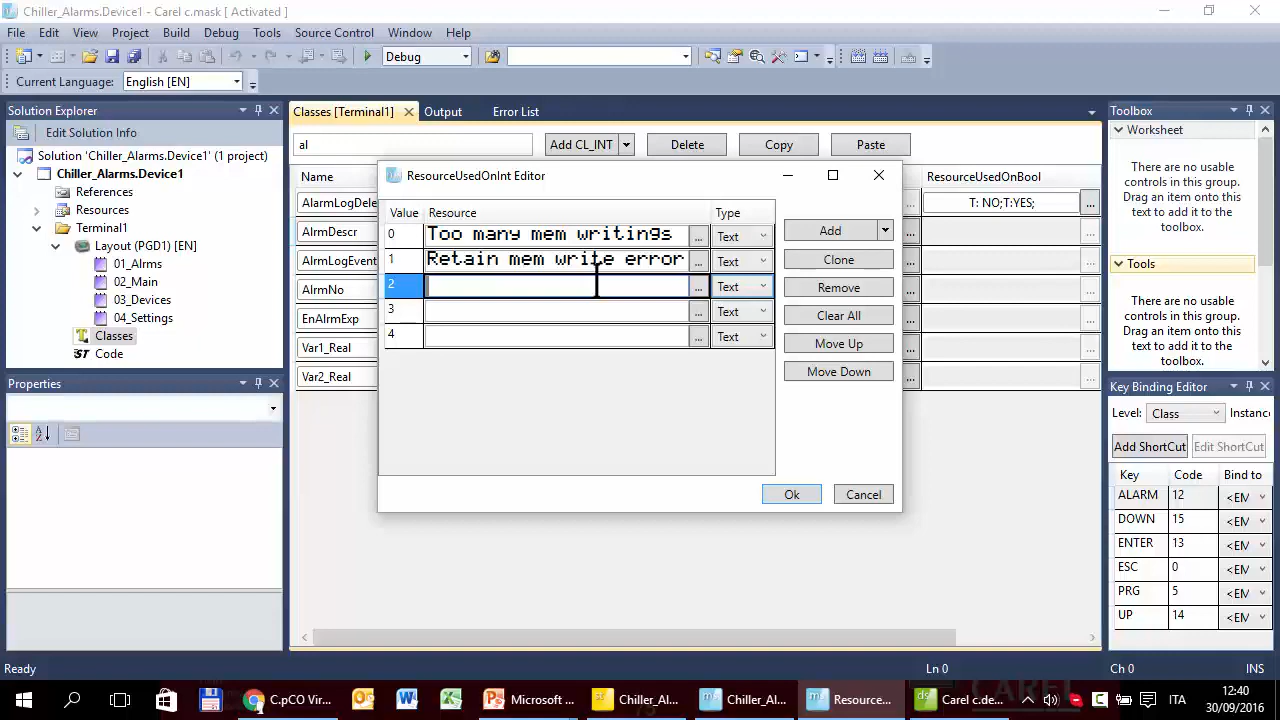 Chiller_Alarms.Device1 - Carel c.mask [ Activated ]
File Edit View Project Build Debug Tools Source Control Window Help
Debug
Current Language: English [EN]
Solution Explorer
Edit Solution Info
Solution 'Chiller_Alarms.Device1' (1 project)
Chiller_Alarms.Device1
References
Resources
Terminal1
Layout (PGD1) [EN]
01_Alrms
02_Main
03_Devices
04_Settings
Classes
Code
Properties
Classes [Terminal1] Output Error List
al Add CL_INT Delete Copy Paste
Name ResourceUsedOnBool
AlarmLogDele T: NO;T:YES;
AlrmDescr
AlarmLogEvent
AlrmNo
EnAlrmExp
Var1_Real
Var2_Real
ResourceUsedOnInt Editor
Value Resource Type
0 Too many mem writings ... Text
1 Retain mem write error ... Text
2 ... Text
3 ... Text
4 ... Text
Add
Clone
Remove
Clear All
Move Up
Move Down
Ok Cancel
Toolbox
Worksheet
There are no usable
controls in this group.
Drag an item onto this
text to add it to the
toolbox.
Tools
There are no usable
controls in this group.
Drag an item onto this
text to add it to the
toolbox.
Key Binding Editor
Level: Class Instanc
Add ShortCut Edit ShortCut
Key Code Bind to
ALARM 12 <EM
DOWN 15 <EM
ENTER 13 <EM
ESC 0 <EM
PRG 5 <EM
UP 14 <EM
Ready Ln 0 Ch 0 INS
C.pCO Vir... Microsoft ... Chiller_Al... Chiller_Al... Resource... Carel c.de... ITA
12:40
30/09/2016